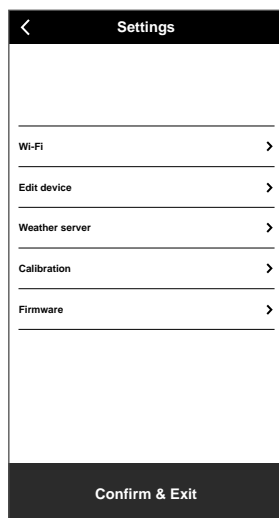 Settings
Wi-Fi
Edit device
Weather server
Calibration
Firmware
Confirm & Exit